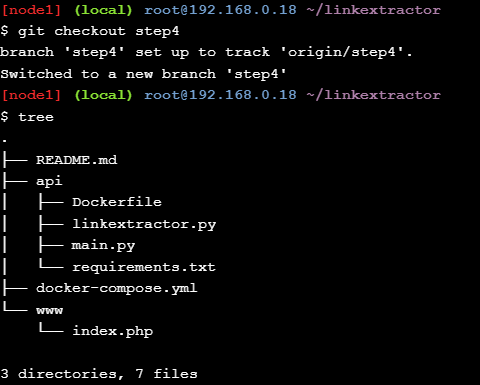 [node1] (local) root@192.168.0.18 ~/linkextractor
$ git checkout step4
branch 'step4' set up to track 'origin/step4'.
Switched to a new branch 'step4'
[node1] (local) root@192.168.0.18 ~/linkextractor
$ tree
.
├── README.md
├── api
│   ├── Dockerfile
│   ├── linkextractor.py
│   ├── main.py
│   └── requirements.txt
├── docker-compose.yml
└── www
    └── index.php

3 directories, 7 files